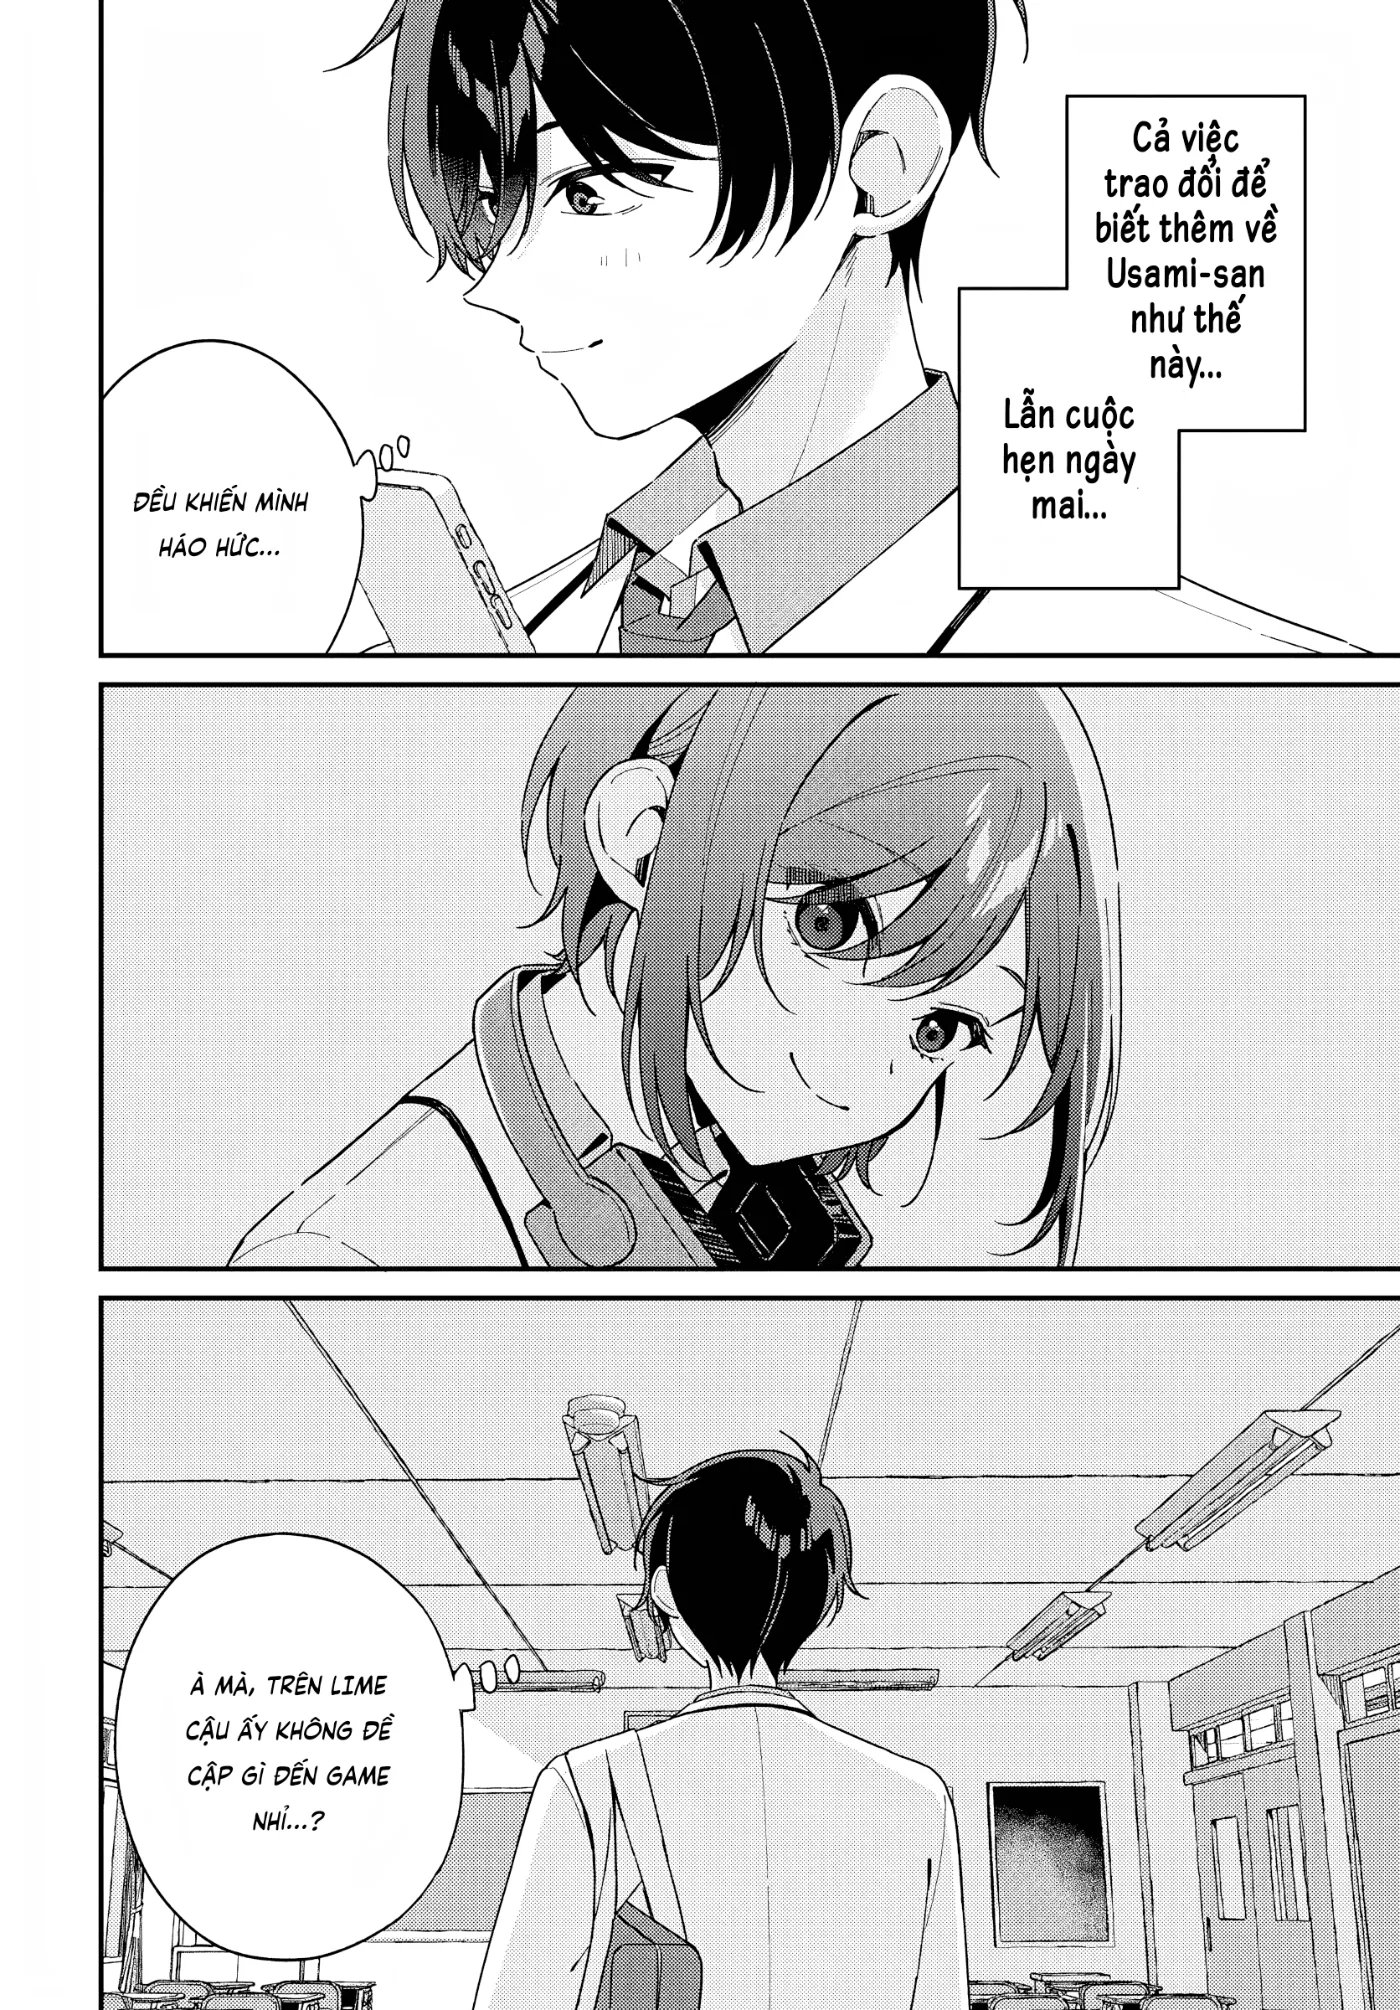 Cả việc
trao đổi để
biết thêm về
Usami-san
như thế
này...
Lẫn cuộc
hẹn ngày
mai...
ĐỀU KHIẾN MÌNH
HÁO HỨC...
À MÀ, TRÊN LIME
CẬU ẤY KHÔNG ĐỀ
CẬP GÌ ĐẾN GAME
NHỈ...?